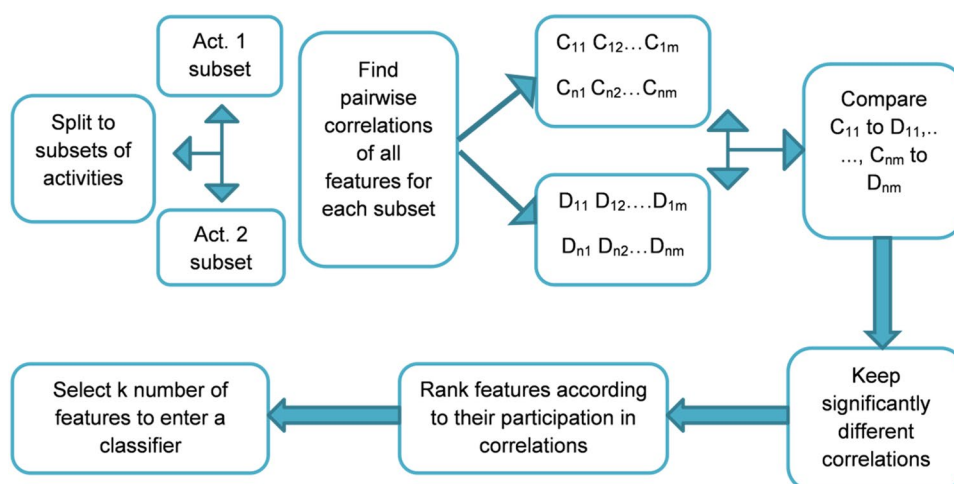 Split to
subsets of
activities
Act. 1
subset
Act. 2
subset
Find
pairwise
correlations
of all
features for
each subset
C₁₁ C₁₂…C₁ₘ
Cₙ₁ Cₙ₂…Cₙₘ
D₁₁ D₁₂….D₁ₘ
Dₙ₁ Dₙ₂…Dₙₘ
Compare
C₁₁ to D₁₁,..
…, Cₙₘ to
Dₙₘ
Keep
significantly
different
correlations
Rank features according
to their participation in
correlations
Select k number of
features to enter a
classifier